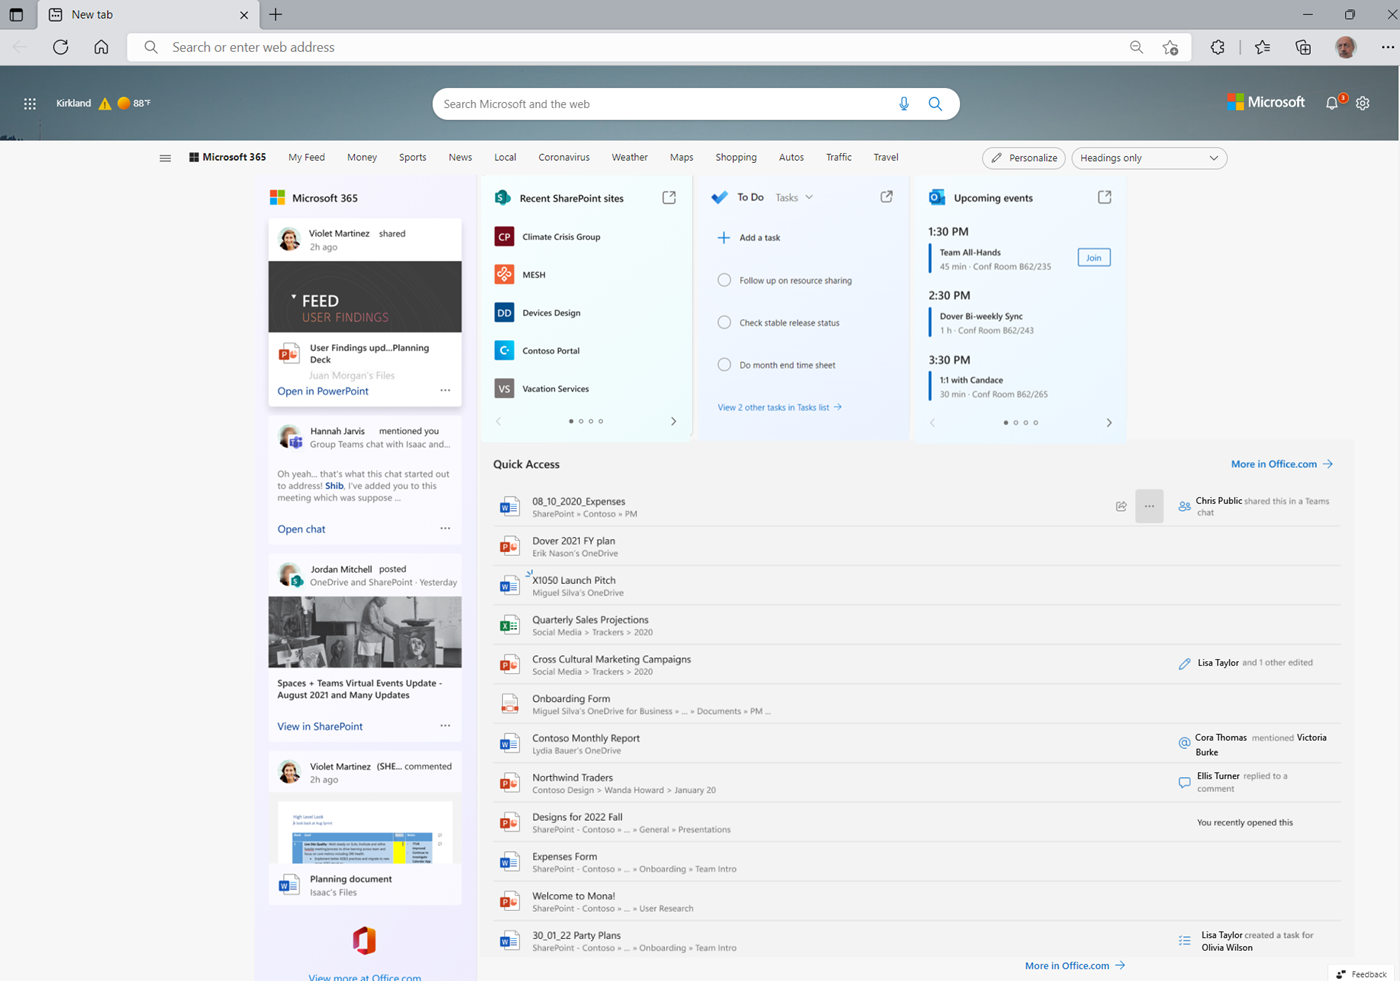 New tab
Search or enter web address
Kirkland 88°F
Search Microsoft and the web
Microsoft
3
Microsoft 365 My Feed Money Sports News Local Coronavirus Weather Maps Shopping Autos Traffic Travel Personalize Headings only
Microsoft 365
Violet Martinez shared
2h ago
FEED
USER FINDINGS
User Findings upd...Planning
Deck
Juan Morgan's Files
Open in PowerPoint
Hannah Jarvis mentioned you
Group Teams chat with Isaac and...
Oh yeah... that's what this chat started out
to address! Shib, I've added you to this
meeting which was suppose ...
Open chat
Jordan Mitchell posted
OneDrive and SharePoint · Yesterday
Spaces + Teams Virtual Events Update -
August 2021 and Many Updates
View in SharePoint
Violet Martinez (SHE... commented
2h ago
High Level Look
Planning document
Isaac's Files
View more at Office.com
Recent SharePoint sites
CP Climate Crisis Group
MESH
DD Devices Design
C Contoso Portal
VS Vacation Services
To Do Tasks
Add a task
Follow up on resource sharing
Check stable release status
Do month end time sheet
View 2 other tasks in Tasks list
Upcoming events
1:30 PM
Team All-Hands
45 min · Conf Room B62/235
Join
2:30 PM
Dover Bi-weekly Sync
1 h · Conf Room B62/243
3:30 PM
1:1 with Candace
30 min · Conf Room B62/265
Quick Access
More in Office.com
08_10_2020_Expenses
SharePoint » Contoso » PM
Chris Public shared this in a Teams
chat
Dover 2021 FY plan
Erik Nason's OneDrive
X1050 Launch Pitch
Miguel Silva's OneDrive
Quarterly Sales Projections
Social Media > Trackers > 2020
Cross Cultural Marketing Campaigns
Social Media > Trackers > 2020
Lisa Taylor and 1 other edited
Onboarding Form
Miguel Silva's OneDrive for Business » ... » Documents » PM ...
Contoso Monthly Report
Lydia Bauer's OneDrive
Cora Thomas mentioned Victoria
Burke
Northwind Traders
Contoso Design > Wanda Howard > January 20
Ellis Turner replied to a
comment
Designs for 2022 Fall
SharePoint - Contoso » ... » General » Presentations
You recently opened this
Expenses Form
SharePoint - Contoso » ... » Onboarding » Team Intro
Welcome to Mona!
SharePoint - Contoso » ... » User Research
30_01_22 Party Plans
SharePoint - Contoso » ... » Onboarding » Team Intro
Lisa Taylor created a task for
Olivia Wilson
More in Office.com
Feedback